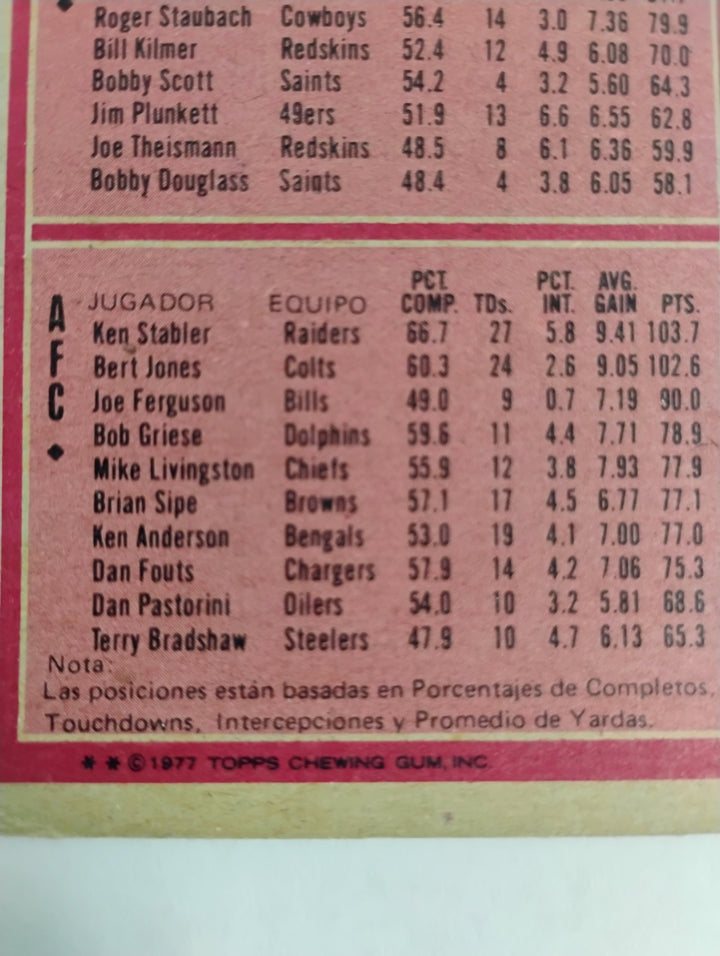 Roger Staubach Cowboys 56.4 14 3.0 7.36 79.9
Bill Kilmer Redskins 52.4 12 4.9 6.08 70.0
Bobby Scott Saints 54.2 4 3.2 5.60 64.3
Jim Plunkett 49ers 51.9 13 6.6 6.55 62.8
Joe Theismann Redskins 48.5 8 6.1 6.36 59.9
Bobby Douglass Saints 48.4 4 3.8 6.05 58.1
AFC
JUGADOR EQUIPO PCT. COMP. TDs. PCT. INT. AVG. GAIN PTS.
Ken Stabler Raiders 66.7 27 5.8 9.41 103.7
Bert Jones Colts 60.3 24 2.6 9.05 102.6
Joe Ferguson Bills 49.0 9 0.7 7.19 90.0
Bob Griese Dolphins 59.6 11 4.4 7.71 78.9
Mike Livingston Chiefs 55.9 12 3.8 7.93 77.9
Brian Sipe Browns 57.1 17 4.5 6.77 77.1
Ken Anderson Bengals 53.0 19 4.1 7.00 77.0
Dan Fouts Chargers 57.9 14 4.2 7.06 75.3
Dan Pastorini Oilers 54.0 10 3.2 5.81 68.6
Terry Bradshaw Steelers 47.9 10 4.7 6.13 65.3
Nota:
Las posiciones están basadas en Porcentajes de Completos,
Touchdowns, Intercepciones y Promedio de Yardas.
* * ©1977 TOPPS CHEWING GUM, INC.